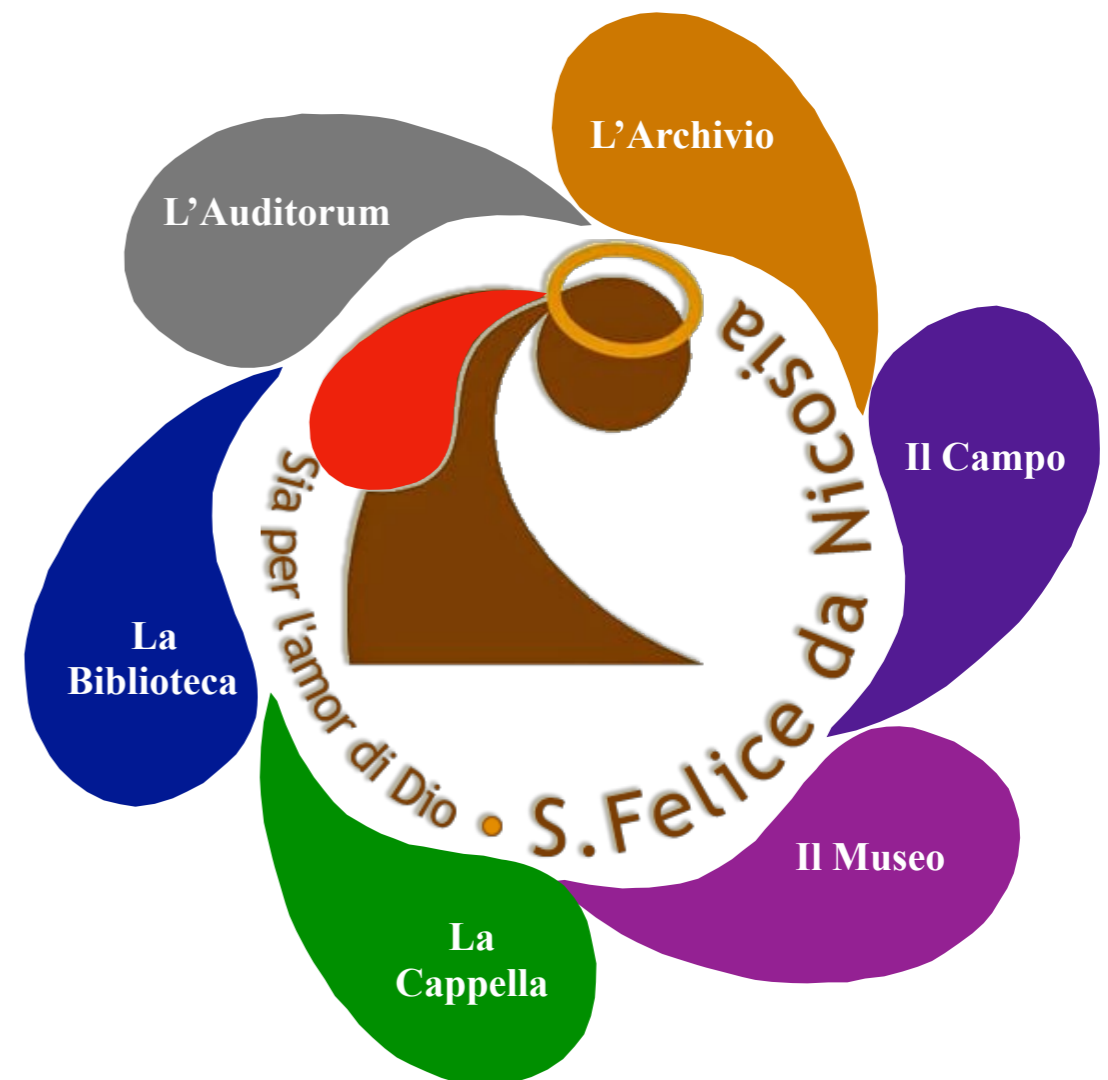 L’Archivio
L’Auditorum
Il Campo
La
Biblioteca
Il Museo
La
Cappella
Sia per l'amor di Dio • S.Felice da Nicosia